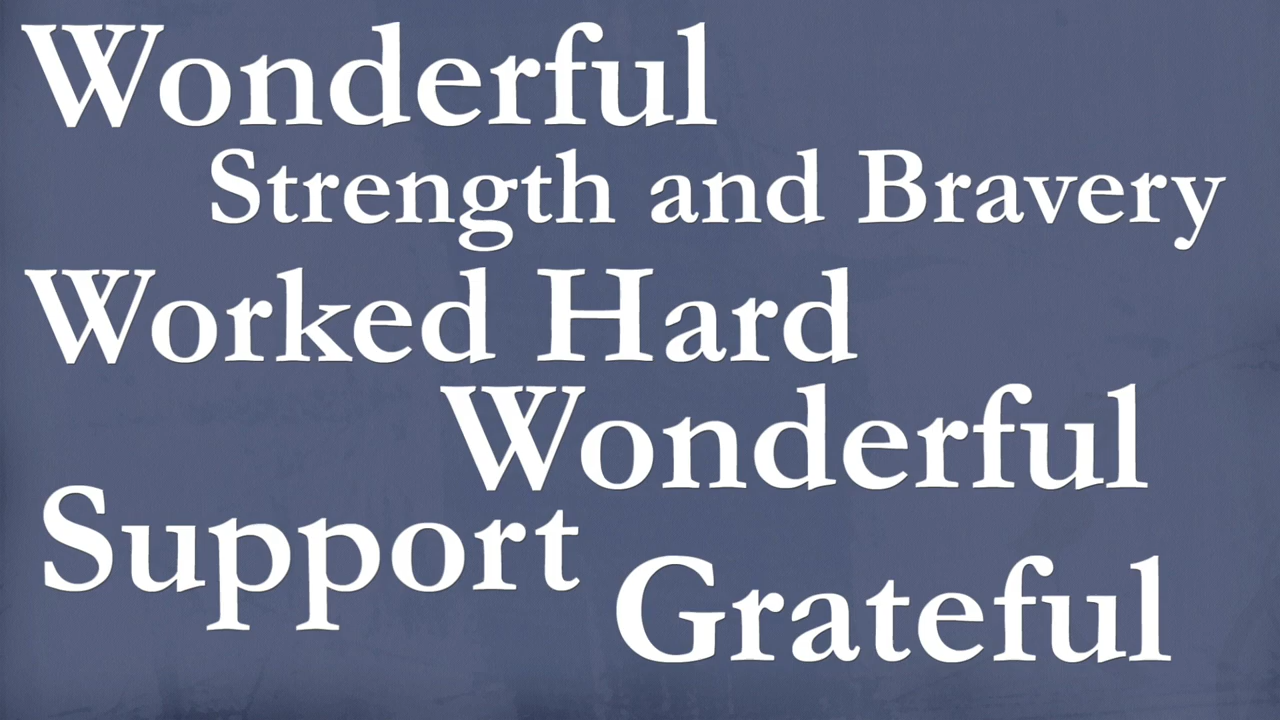 Wonderful
Strength and Bravery
Worked Hard
Wonderful
Support
Grateful